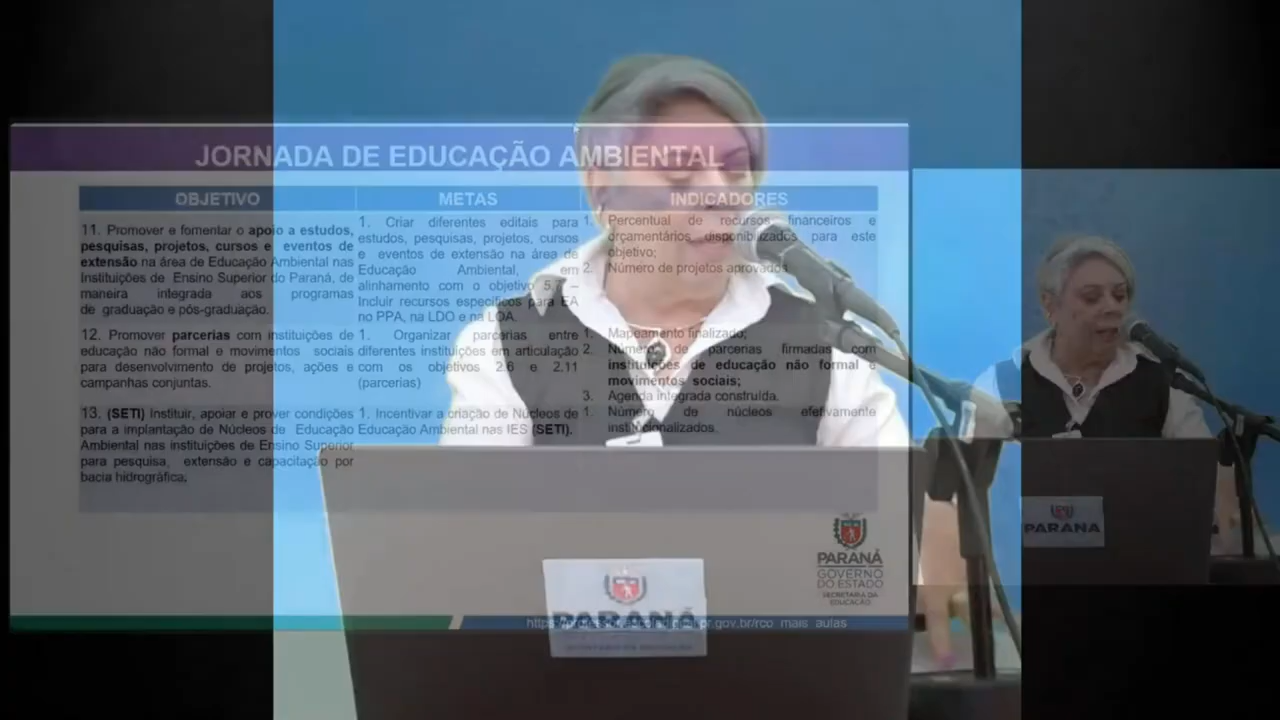 JORNADA DE EDUCAÇÃO AMBIENTAL
OBJETIVO
METAS
INDICADORES
11. Promover e fomentar o apoio a estudos,
pesquisas, projetos, cursos e eventos de
extensão na área de Educação Ambiental nas
Instituições de Ensino Superior do Paraná, de
maneira integrada aos programas
de graduação e pós-graduação.
1. Criar diferentes editais para
estudos, pesquisas, projetos, cursos
e eventos de extensão na área de
Educação Ambiental, em
alinhamento com o objetivo 5.7 –
Incluir recursos específicos para EA
no PPA, na LDO e na LOA.
1. Percentual de recursos financeiros e
orçamentários disponibilizados para este
objetivo;
2. Número de projetos aprovados.
12. Promover parcerias com instituições de
educação não formal e movimentos sociais
para desenvolvimento de projetos, ações e
campanhas conjuntas.
1. Organizar parcerias entre
diferentes instituições em articulação
com os objetivos 2.6 e 2.11
(parcerias)
1. Mapeamento finalizado;
2. Número de parcerias firmadas com
instituições de educação não formal e
movimentos sociais;
3. Agenda integrada construída.
13. (SETI) Instituir, apoiar e prover condições
para a implantação de Núcleos de Educação
Ambiental nas instituições de Ensino Superior
para pesquisa, extensão e capacitação por
bacia hidrográfica;
1. Incentivar a criação de Núcleos de
Educação Ambiental nas IES (SETI).
1. Número de núcleos efetivamente
institucionalizados.
PARANÁ
GOVERNO
DO ESTADO
SECRETARIA DA
EDUCAÇÃO
PARANÁ
PARANÁ